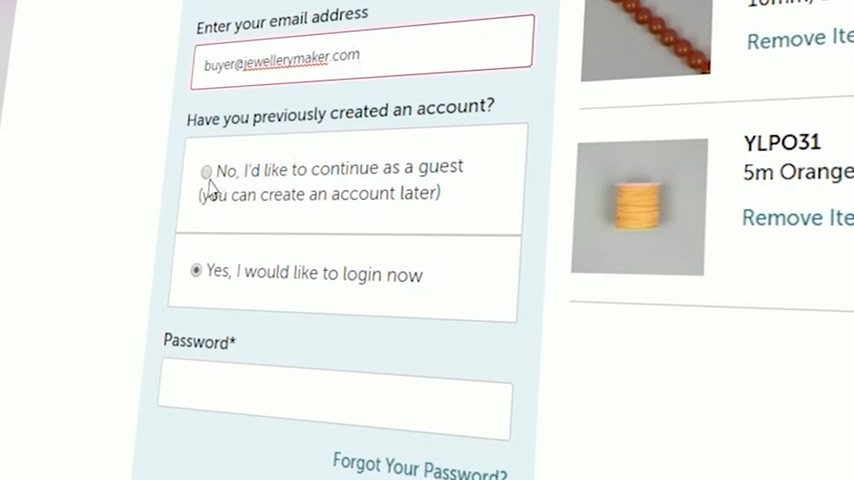 Enter your email address
buyer@jewellerymaker.com
Have you previously created an account?
No, I'd like to continue as a guest
(you can create an account later)
Yes, I would like to login now
Password*
Forgot Your Password?
Remove Ite
YLPO31
5m Orange
Remove Ite